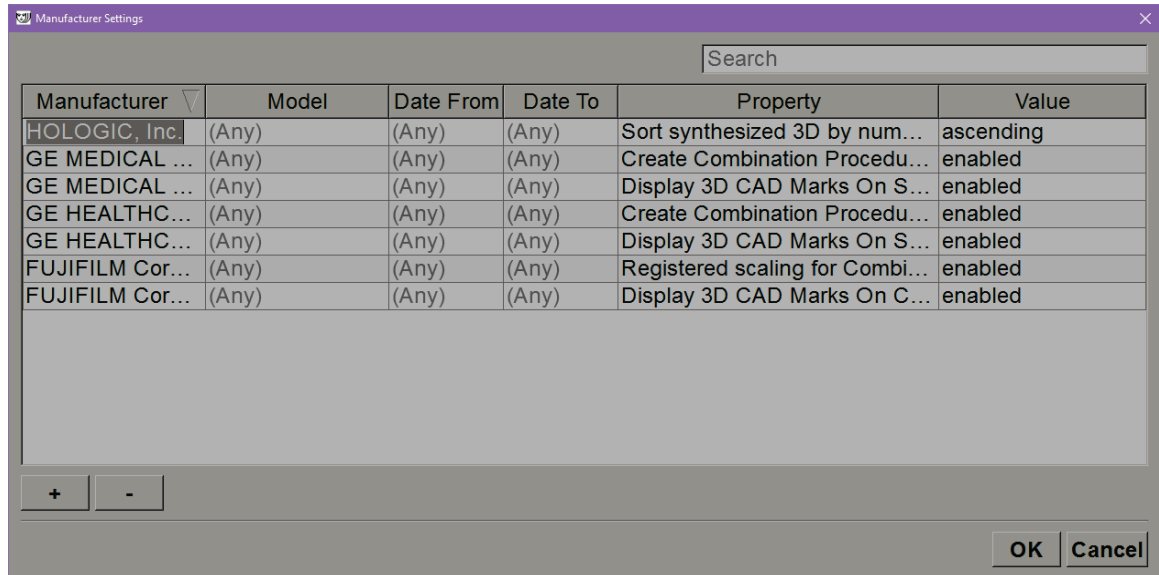 Manufacturer Settings
Search
Manufacturer Model Date From Date To Property Value
HOLOGIC, Inc. (Any) (Any) (Any) Sort synthesized 3D by num... ascending
GE MEDICAL ... (Any) (Any) (Any) Create Combination Procedu... enabled
GE MEDICAL ... (Any) (Any) (Any) Display 3D CAD Marks On S... enabled
GE HEALTHC... (Any) (Any) (Any) Create Combination Procedu... enabled
GE HEALTHC... (Any) (Any) (Any) Display 3D CAD Marks On S... enabled
FUJIFILM Cor... (Any) (Any) (Any) Registered scaling for Combi... enabled
FUJIFILM Cor... (Any) (Any) (Any) Display 3D CAD Marks On C... enabled
+ -
OK Cancel